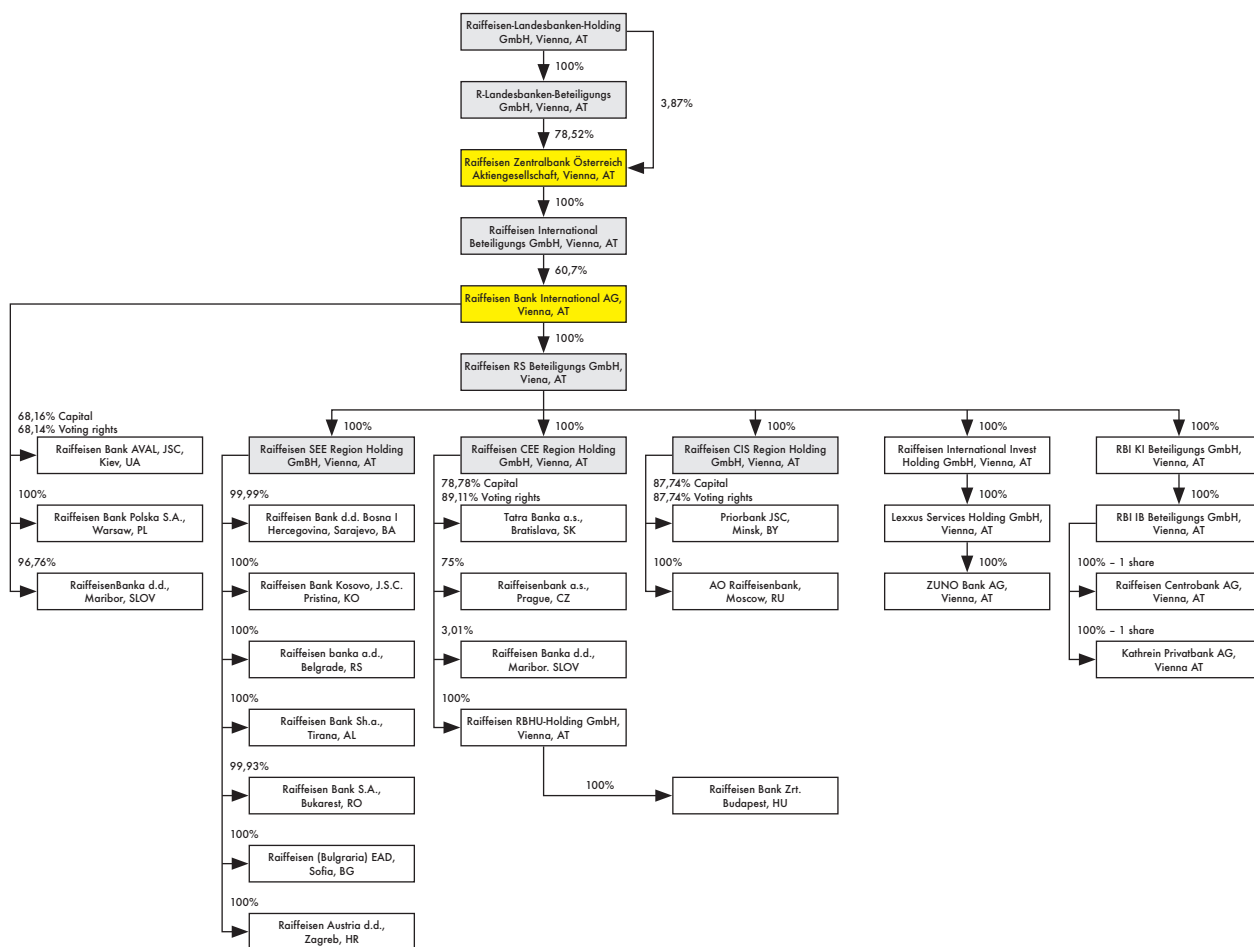 Raiffeisen-Landesbanken-Holding
GmbH, Vienna, AT
100%
3,87%
R-Landesbanken-Beteiligungs
GmbH, Vienna, AT
78,52%
Raiffeisen Zentralbank Österreich
Aktiengesellschaft, Vienna, AT
100%
Raiffeisen International
Beteiligungs GmbH, Vienna, AT
60,7%
Raiffeisen Bank International AG,
Vienna, AT
100%
Raiffeisen RS Beteiligungs GmbH,
Viena, AT
68,16% Capital
68,14% Voting rights
Raiffeisen Bank AVAL, JSC,
Kiev, UA
100%
Raiffeisen Bank Polska S.A.,
Warsaw, PL
96,76%
RaiffeisenBanka d.d.,
Maribor, SLOV
100%
Raiffeisen SEE Region Holding
GmBH, Vienna, AT
99,99%
Raiffeisen Bank d.d. Bosna I
Hercegovina, Sarajevo, BA
100%
Raiffeisen Bank Kosovo, J.S.C.
Pristina, KO
100%
Raiffeisen banka a.d.,
Belgrade, RS
100%
Raiffeisen Bank Sh.a.,
Tirana, AL
99,93%
Raiffeisen Bank S.A.,
Bukarest, RO
100%
Raiffeisen (Bulgraria) EAD,
Sofia, BG
100%
Raiffeisen Austria d.d.,
Zagreb, HR
100%
Raiffeisen CEE Region Holding
GmbH, Vienna, AT
78,78% Capital
89,11% Voting rights
Tatra Banka a.s.,
Bratislava, SK
75%
Raiffeisenbank a.s.,
Prague, CZ
3,01%
Raiffeisen Banka d.d.,
Maribor. SLOV
100%
Raiffeisen RBHU-Holding GmbH,
Vienna, AT
100%
Raiffeisen Bank Zrt.
Budapest, HU
100%
Raiffeisen CIS Region Holding
GmbH, Vienna, AT
87,74% Capital
87,74% Voting rights
Priorbank JSC,
Minsk, BY
100%
AO Raiffeisenbank,
Moscow, RU
100%
Raiffeisen International Invest
Holding GmbH, Vienna, AT
100%
Lexxus Services Holding GmbH,
Vienna, AT
100%
ZUNO Bank AG,
Vienna, AT
100%
RBI KI Beteiligungs GmbH,
Vienna, AT
100%
RBI IB Beteiligungs GmbH,
Vienna, AT
100% – 1 share
Raiffeisen Centrobank AG,
Vienna, AT
100% – 1 share
Kathrein Privatbank AG,
Vienna AT